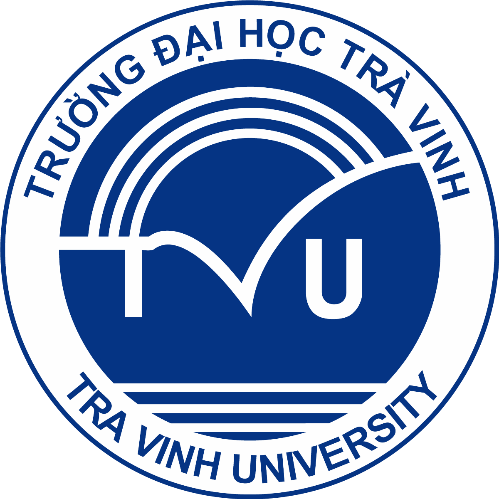 TRƯỜNG ĐẠI HỌC TRÀ VINH
TVU
TRA VINH UNIVERSITY